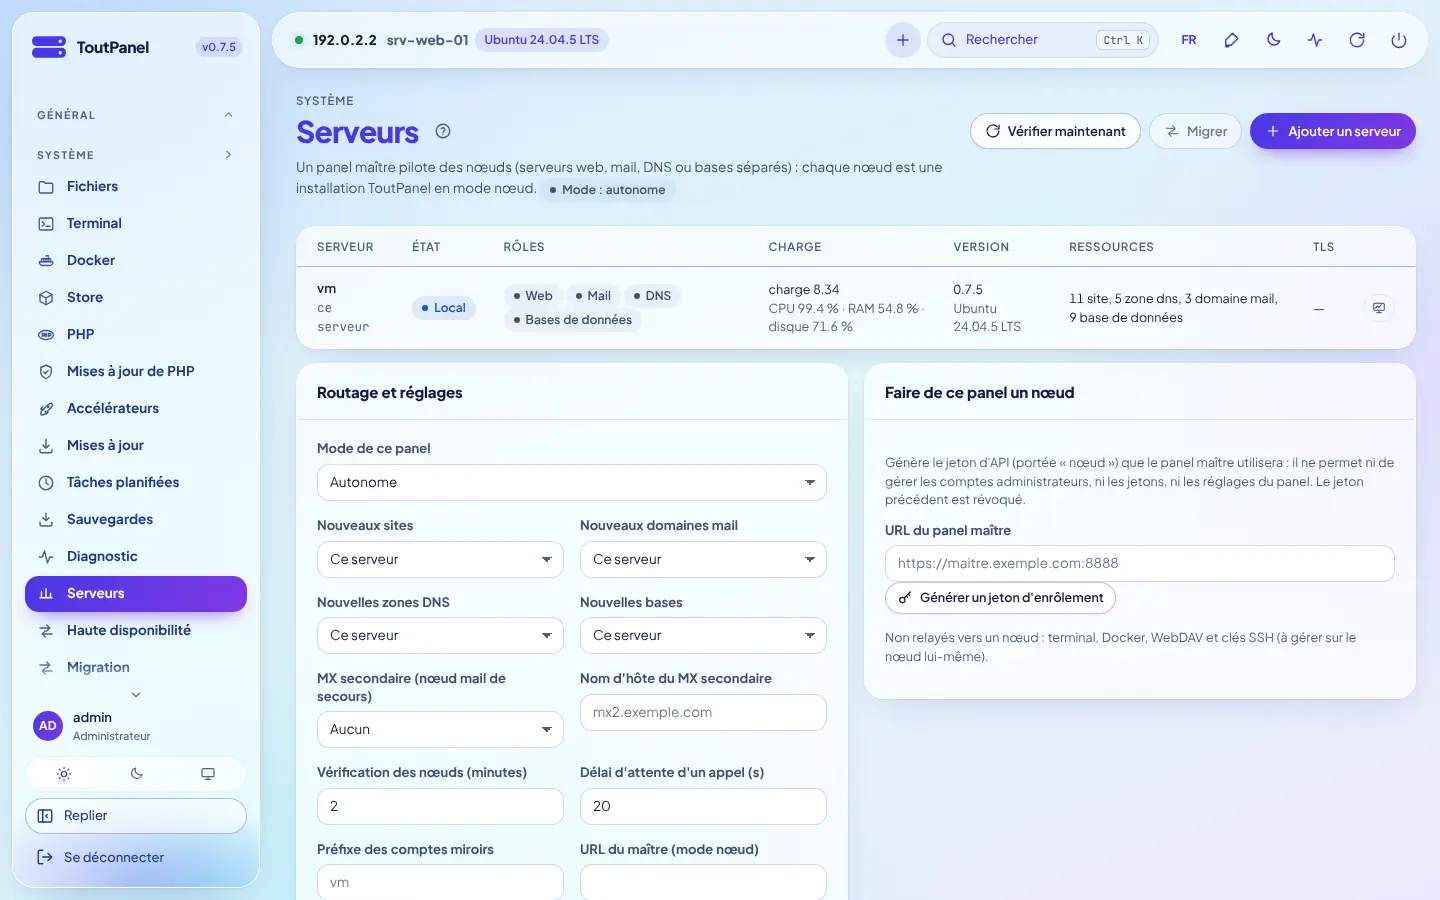 ToutPanel
v0.7.5
GÉNÉRAL
SYSTÈME
Fichiers
Terminal
Docker
Store
PHP
Mises à jour de PHP
Accélérateurs
Mises à jour
Tâches planifiées
Sauvegardes
Diagnostic
Serveurs
Haute disponibilité
Migration
AD
admin
Administrateur
Replier
Se déconnecter
192.0.2.2 srv-web-01 Ubuntu 24.04.5 LTS
Rechercher Ctrl K
FR
SYSTÈME
Serveurs
Un panel maître pilote des nœuds (serveurs web, mail, DNS ou bases séparés) : chaque nœud est une
installation ToutPanel en mode nœud. Mode : autonome
Vérifier maintenant
Migrer
Ajouter un serveur
SERVEUR ÉTAT RÔLES CHARGE VERSION RESSOURCES TLS
vm
ce
serveur
Local
Web Mail DNS
Bases de données
charge 8.34
CPU 99.4 % · RAM 54.8 % ·
disque 71.6 %
0.7.5
Ubuntu
24.04.5 LTS
11 site, 5 zone dns, 3 domaine mail,
9 base de données
—
Routage et réglages
Mode de ce panel
Autonome
Nouveaux sites Nouveaux domaines mail
Ce serveur Ce serveur
Nouvelles zones DNS Nouvelles bases
Ce serveur Ce serveur
MX secondaire (nœud mail de
secours)
Nom d'hôte du MX secondaire
Aucun
mx2.exemple.com
Vérification des nœuds (minutes) Délai d'attente d'un appel (s)
2 20
Préfixe des comptes miroirs URL du maître (mode nœud)
vm
Faire de ce panel un nœud
Génère le jeton d'API (portée « nœud ») que le panel maître utilisera : il ne permet ni de
gérer les comptes administrateurs, ni les jetons, ni les réglages du panel. Le jeton
précédent est révoqué.
URL du panel maître
https://maitre.exemple.com:8888
Générer un jeton d'enrôlement
Non relayés vers un nœud : terminal, Docker, WebDAV et clés SSH (à gérer sur le
nœud lui-même).